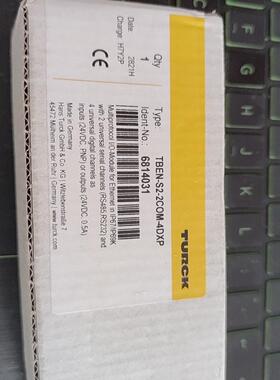 TURCK
Type
TBEN-S2-2COM-4DXP
Ident-No.:
6814031
Qty
1
Date:
2821H
Charge:
H7Y2P
CE
Multiprotocol I/O-Module for Ethernet in IP67/IP69K
with 2 universal serial channels (RS485, RS232) and
4 universal digital channels as
inputs (24VDC, PNP) or outputs (24VDC, 0.5A)
Hans Turck GmbH & Co. KG | Witzlebenstraße 7
45472 Mülheim an der Ruhr | Germany | www.turck.com